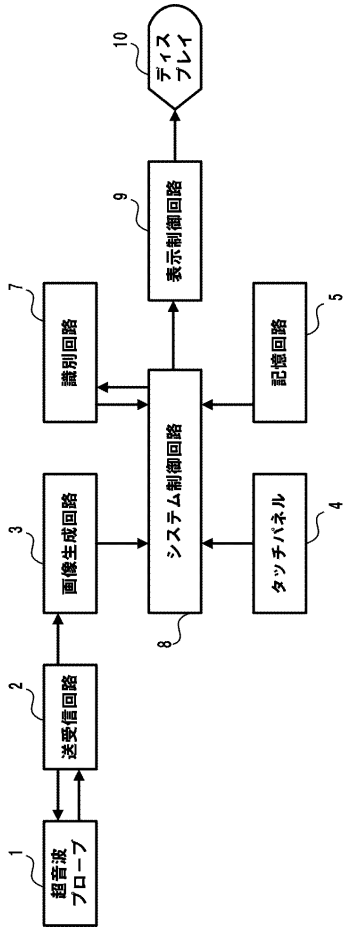 1
超音波
プローブ
2
送受信回路
3
画像生成回路
7
識別回路
8
システム制御回路
9
表示制御回路
10
ディス
プレイ
4
タッチパネル
5
記憶回路